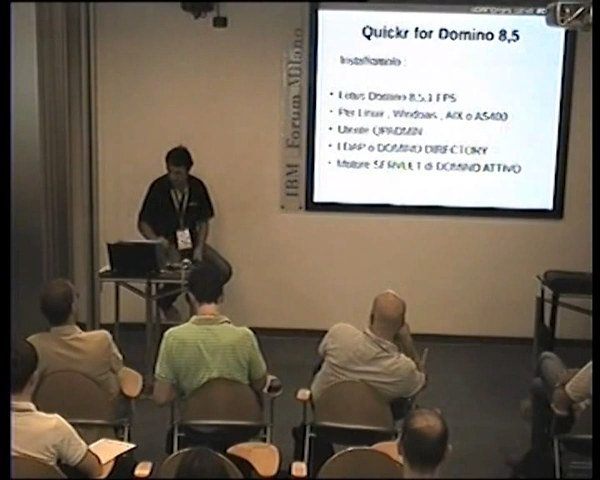 Quickr for Domino 8,5
Installiamolo :
• Lotus Domino 8.5.1 FP5
• Per Linux , Windows , AIX o AS400
• Utente QPADMIN
• LDAP o DOMINO DIRECTORY
• Motore SERVLET di DOMINO ATTIVO
IBM Forum Milano